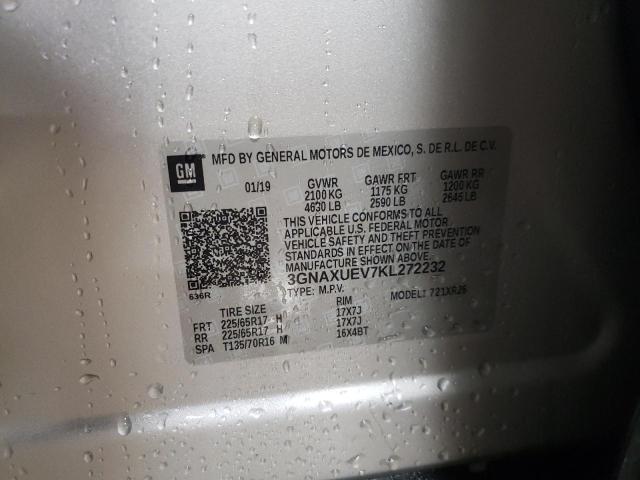 GM MFD BY GENERAL MOTORS DE MEXICO, S. DE R.L. DE C.V.
01/19 GVWR GAWR FRT GAWR RR
2100 KG 1175 KG 1200 KG
4630 LB 2590 LB 2645 LB
THIS VEHICLE CONFORMS TO ALL
APPLICABLE U.S. FEDERAL MOTOR
VEHICLE SAFETY AND THEFT PREVENTION
STANDARDS IN EFFECT ON THE DATE OF
MANUFACTURE SHOWN ABOVE.
3GNAXUEV7KL272232
636R TYPE: M.P.V. MODEL: 721XR26
TIRE SIZE RIM
FRT 225/65R17 H 17X7J
RR 225/65R17 H 17X7J
SPA T135/70R16 M 16X4BT